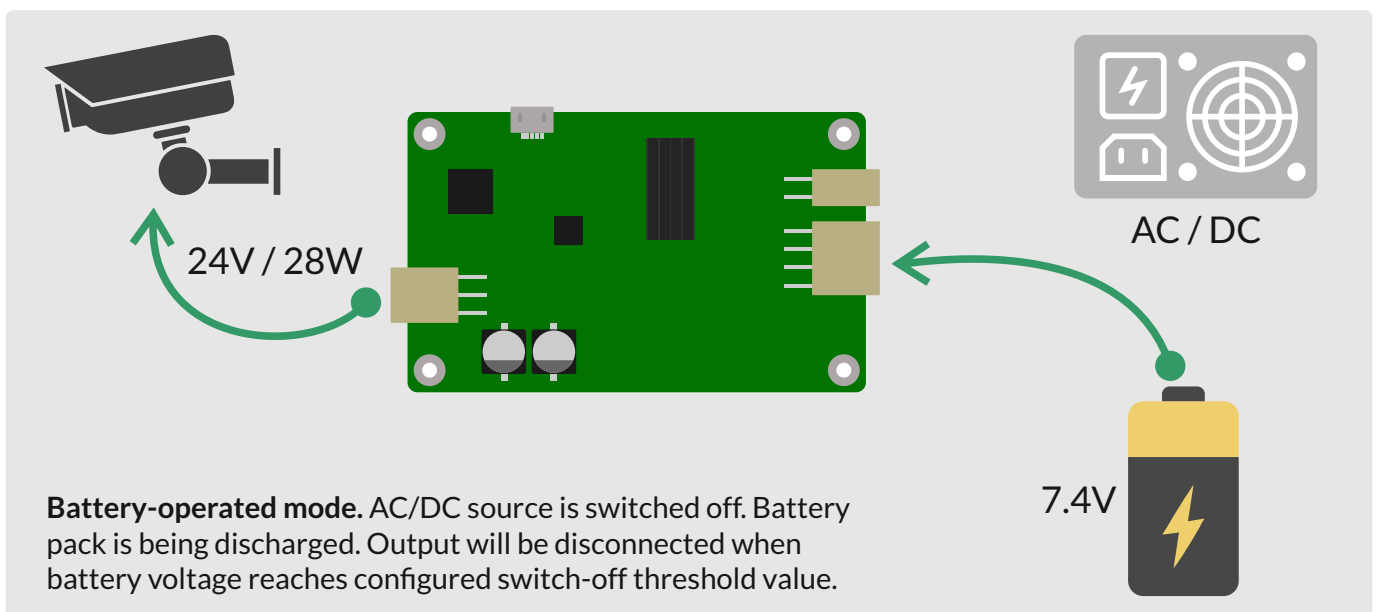 24V / 28W
AC / DC
7.4V
Battery-operated mode. AC/DC source is switched off. Battery
pack is being discharged. Output will be disconnected when
battery voltage reaches configured switch-off threshold value.